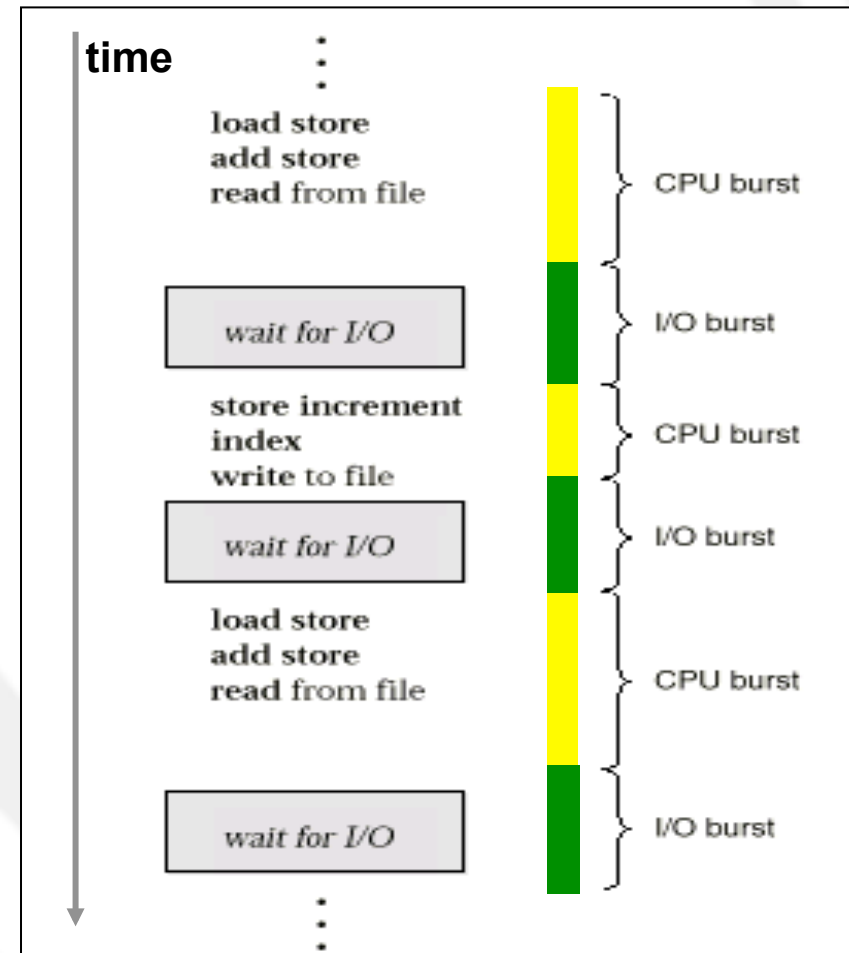 time
load store
add store
read from file
CPU burst
wait for I/O
I/O burst
store increment
index
write to file
CPU burst
wait for I/O
I/O burst
load store
add store
read from file
CPU burst
wait for I/O
I/O burst